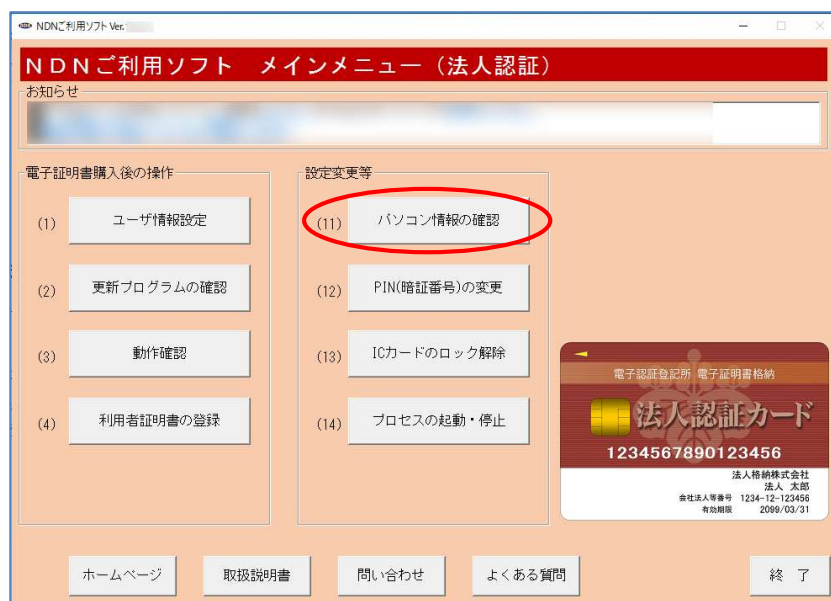 NDNご利用ソフト Ver.
NDNご利用ソフト メインメニュー（法人認証）
お知らせ
電子証明書購入後の操作
(1) ユーザ情報設定
(2) 更新プログラムの確認
(3) 動作確認
(4) 利用者証明書の登録
設定変更等
(11) パソコン情報の確認
(12) PIN(暗証番号)の変更
(13) ICカードのロック解除
(14) プロセスの起動・停止
電子認証登記所 電子証明書格納
法人認証カード
1234567890123456
法人格納株式会社
法人 太郎
会社法人等番号 1234-12-123456
有効期限 2099/03/31
ホームページ 取扱説明書 問い合わせ よくある質問 終 了